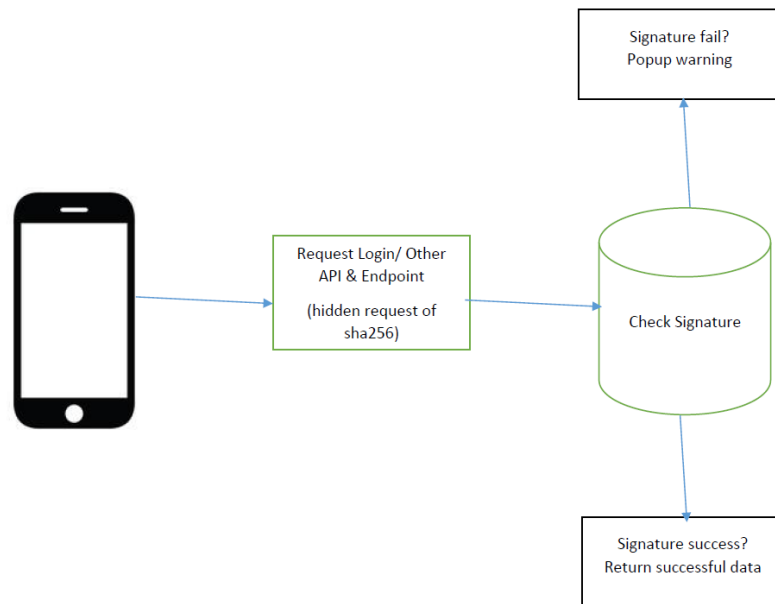 Signature fail?
Popup warning
Request Login/ Other
API & Endpoint
(hidden request of
sha256)
Check Signature
Signature success?
Return successful data